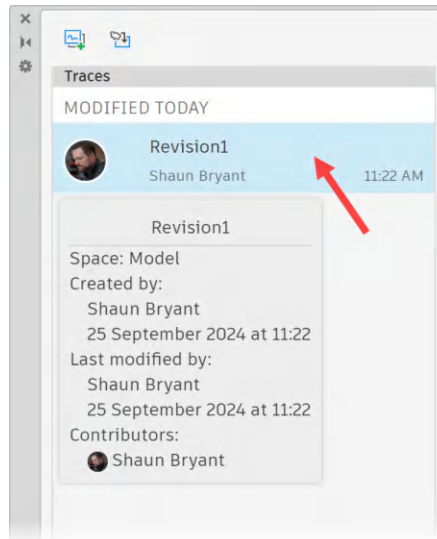 Traces
MODIFIED TODAY
Revision1
Shaun Bryant 11:22 AM
Revision1
Space: Model
Created by:
Shaun Bryant
25 September 2024 at 11:22
Last modified by:
Shaun Bryant
25 September 2024 at 11:22
Contributors:
Shaun Bryant